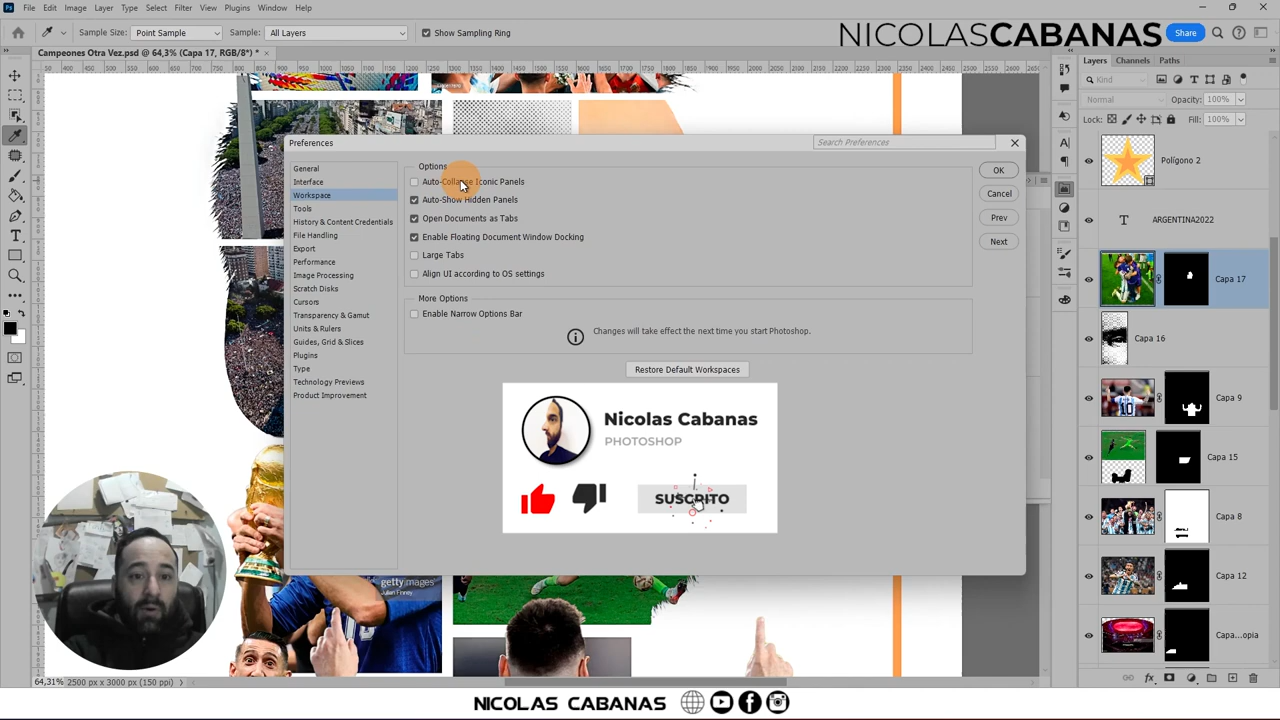 File Edit Image Layer Type Select Filter View Plugins Window Help
Sample Size: Point Sample Sample: All Layers Show Sampling Ring
NICOLASCABANAS
Share
Campeones Otra Vez.psd @ 64,3% (Capa 17, RGB/8*) *
Layers Channels Paths
Kind
Normal Opacity: 100%
Lock: Fill: 100%
Polígono 2
ARGENTINA2022
Capa 17
Capa 16
Capa 9
Capa 15
Capa 8
Capa 12
Capa...opia
Preferences
Search Preferences
General
Interface
Workspace
Tools
History & Content Credentials
File Handling
Export
Performance
Image Processing
Scratch Disks
Cursors
Transparency & Gamut
Units & Rulers
Guides, Grid & Slices
Plugins
Type
Technology Previews
Product Improvement
Options
Auto-Collapse Iconic Panels
Auto-Show Hidden Panels
Open Documents as Tabs
Enable Floating Document Window Docking
Large Tabs
Align UI according to OS settings
More Options
Enable Narrow Options Bar
Changes will take effect the next time you start Photoshop.
Restore Default Workspaces
OK
Cancel
Prev
Next
Nicolas Cabanas
PHOTOSHOP
SUSCRITO
gettyimages
Julian Finney
10
64,31% 2500 px x 3000 px (150 ppi)
NICOLAS CABANAS